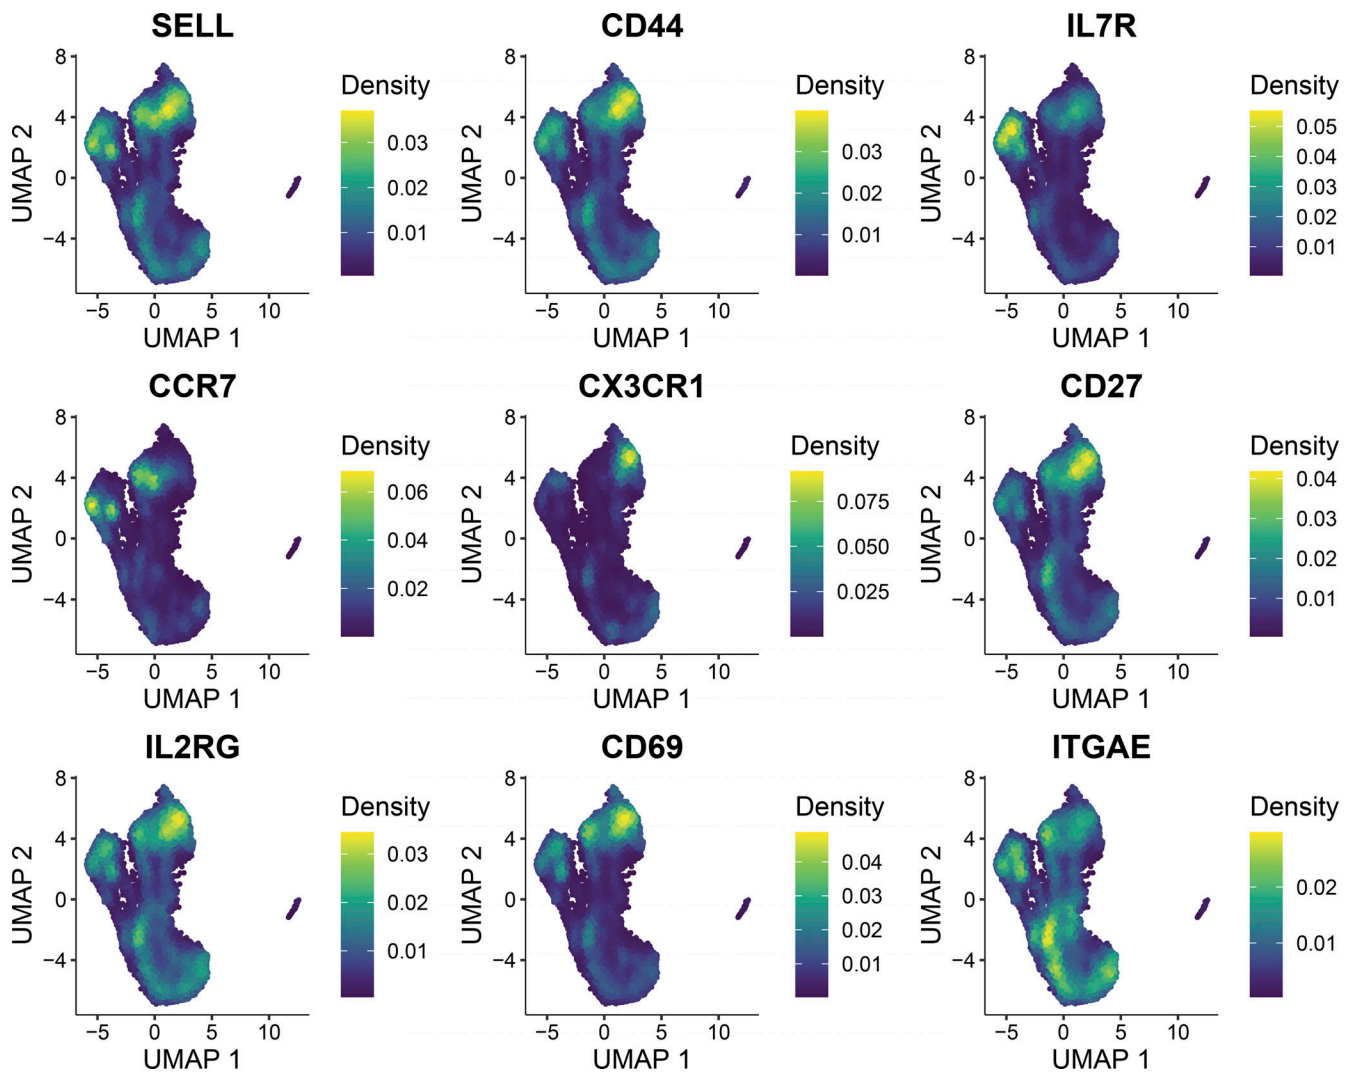 SELL
CD44
IL7R
8
4
0
−4
−5 0 5 10
UMAP 1
UMAP 2
Density
0.03
0.02
0.01
8
4
0
−4
−5 0 5 10
UMAP 1
UMAP 2
Density
0.03
0.02
0.01
8
4
0
−4
−5 0 5 10
UMAP 1
UMAP 2
Density
0.05
0.04
0.03
0.02
0.01
CCR7
CX3CR1
CD27
8
4
0
−4
−5 0 5 10
UMAP 1
UMAP 2
Density
0.06
0.04
0.02
8
4
0
−4
−5 0 5 10
UMAP 1
UMAP 2
Density
0.075
0.050
0.025
8
4
0
−4
−5 0 5 10
UMAP 1
UMAP 2
Density
0.04
0.03
0.02
0.01
IL2RG
CD69
ITGAE
8
4
0
−4
−5 0 5 10
UMAP 1
UMAP 2
Density
0.03
0.02
0.01
8
4
0
−4
−5 0 5 10
UMAP 1
UMAP 2
Density
0.04
0.03
0.02
0.01
8
4
0
−4
−5 0 5 10
UMAP 1
UMAP 2
Density
0.02
0.01